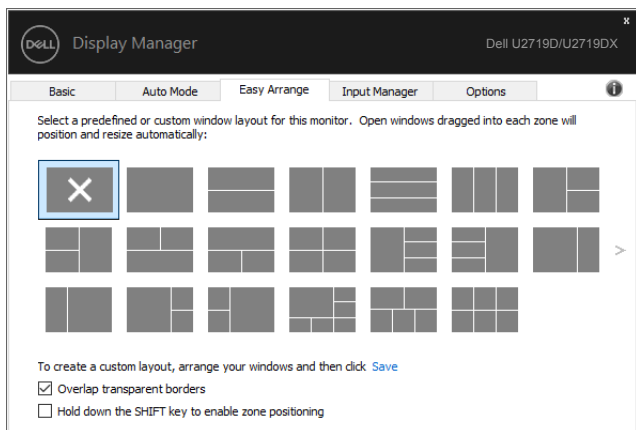 x
DELL Display Manager Dell U2719D/U2719DX
Basic Auto Mode Easy Arrange Input Manager Options
Select a predefined or custom window layout for this monitor. Open windows dragged into each zone will
position and resize automatically:
To create a custom layout, arrange your windows and then click Save
Overlap transparent borders
Hold down the SHIFT key to enable zone positioning